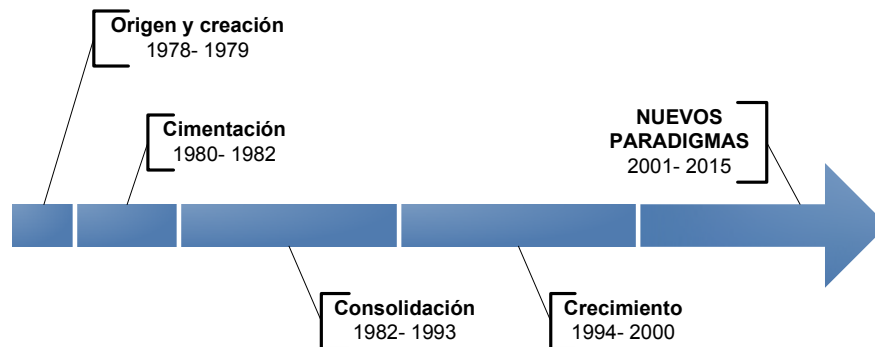 Origen y creación
1978- 1979
Cimentación
1980- 1982
NUEVOS
PARADIGMAS
2001- 2015
Consolidación
1982- 1993
Crecimiento
1994- 2000